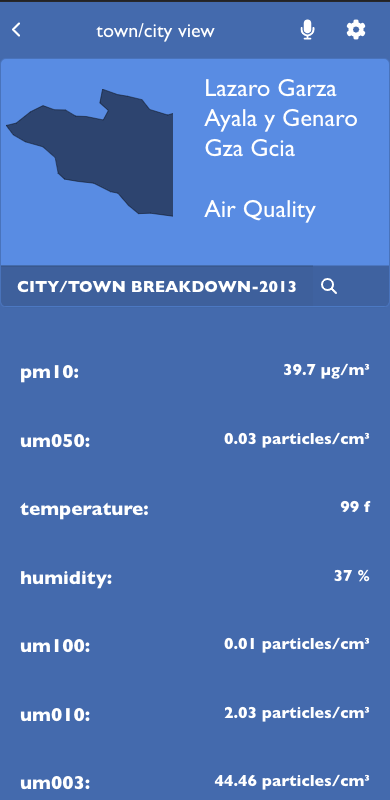 town/city view
Lazaro Garza
Ayala y Genaro
Gza Gcia
Air Quality
CITY/TOWN BREAKDOWN-2013
pm10: 39.7 µg/m³
um050: 0.03 particles/cm³
temperature: 99 f
humidity: 37 %
um100: 0.01 particles/cm³
um010: 2.03 particles/cm³
um003: 44.46 particles/cm³